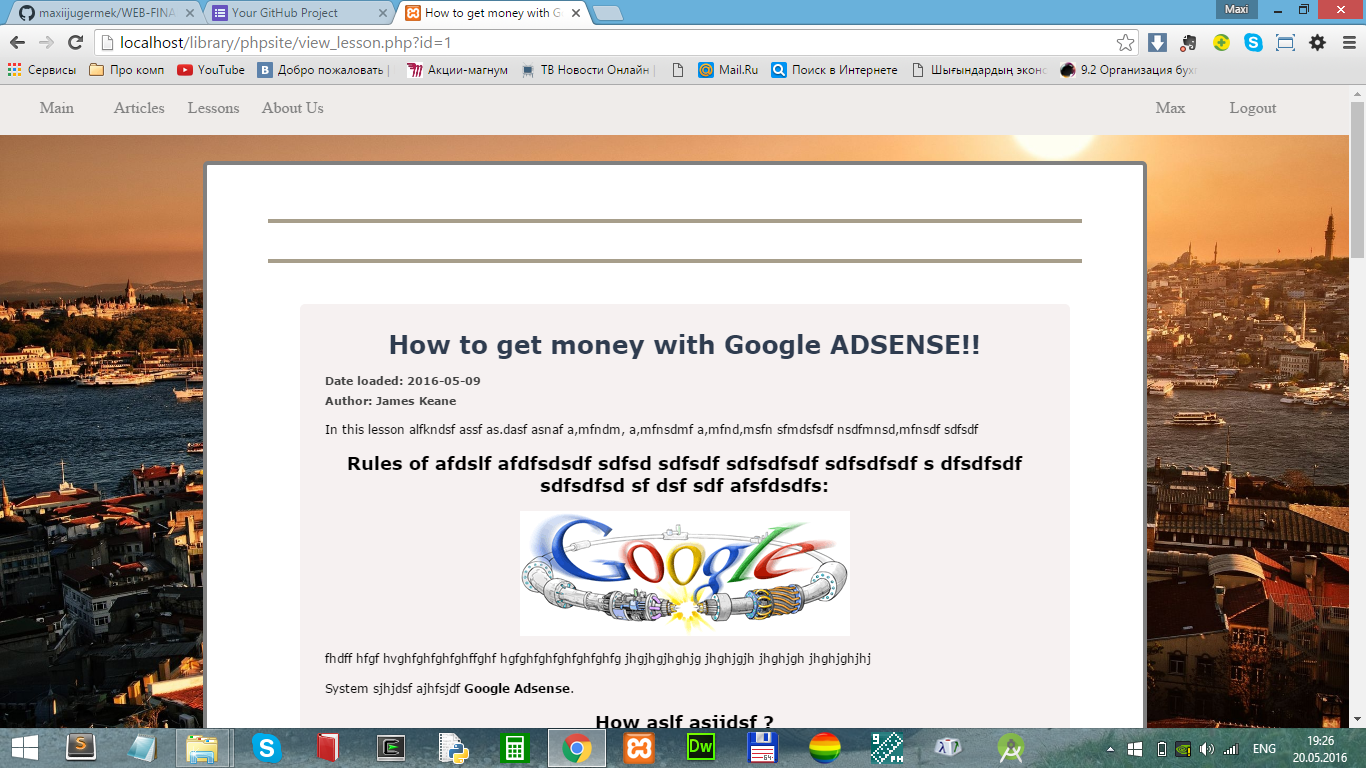 maxiijugermek/WEB-FINA
Your GitHub Project
How to get money with G
Maxi
localhost/library/phpsite/view_lesson.php?id=1
Сервисы
Про комп
YouTube
Добро пожаловать |
Акции-магнум
ТВ Новости Онлайн |
Mail.Ru
Поиск в Интернете
Шығындардың экон
9.2 Организация бух
Main
Articles
Lessons
About Us
Max
Logout
How to get money with Google ADSENSE!!
Date loaded: 2016-05-09
Author: James Keane
In this lesson alfkndsf assf as.dasf asnaf a,mfndm, a,mfnsdmf a,mfnd,msfn sfmdsfsdf nsdfmnsd,mfnsdf sdfsdf
Rules of afdslf afdfsdsdf sdfsd sdfsdf sdfsdfsdf sdfsdfsdf s dfsdfsdf
sdfsdfsd sf dsf sdf afsfdsdfs:
Google
fhdff hfgf hvghfghfghfghffghf hgfghfghfghfghfghfg jhgjhgjhghjg jhghjgjh jhghjgh jhghjghjhj
System sjhjdsf ajhfsjdf Google Adsense.
How aslf asjidsf ?
ENG
19:26
20.05.2016